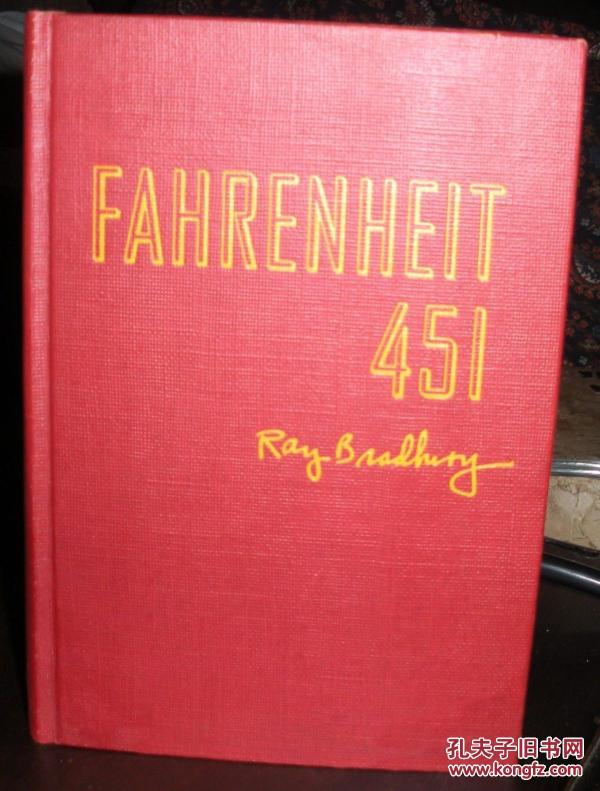 FAHRENHEIT
451
Ray Bradbury
孔夫子旧书网
www.kongfz.com